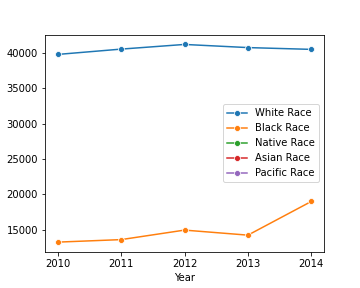 40000
35000
30000
25000
20000
15000
White Race
Black Race
Native Race
Asian Race
Pacific Race
2010 2011 2012 2013 2014
Year